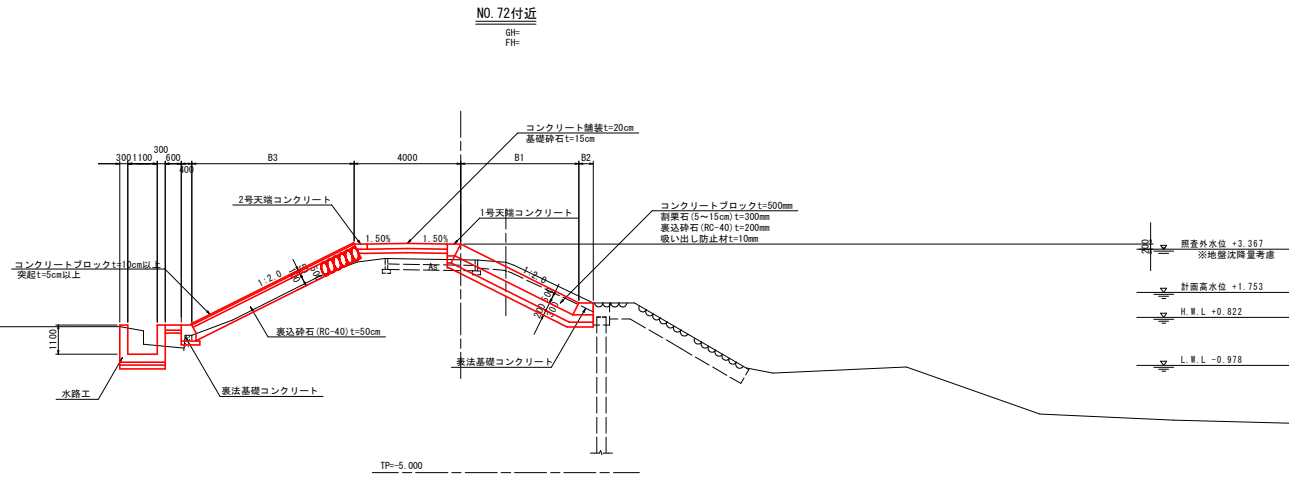 NO.72付近
GH=
FH=
コンクリート舗装t=20cm
基礎砕石t=15cm
300
1100
300
600
400
B3
4000
B1
B2
2号天端コンクリート
1号天端コンクリート
コンクリートブロックt=500mm
割栗石(5~15cm)t=300mm
裏込砕石(RC-40)t=200mm
吸い出し防止材t=10mm
1.50%
1.50%
200
照査外水位 +3.367
※地盤沈降量考慮
コンクリートブロックt=10cm以上
突起t=5cm以上
1:2.0
As
1:2.0
計画高水位 +1.753
H.W.L +0.822
1100
裏込砕石(RC-40)t=50cm
200
300
500
表法基礎コンクリート
L.W.L -0.978
水路工
裏法基礎コンクリート
TP=-5.000